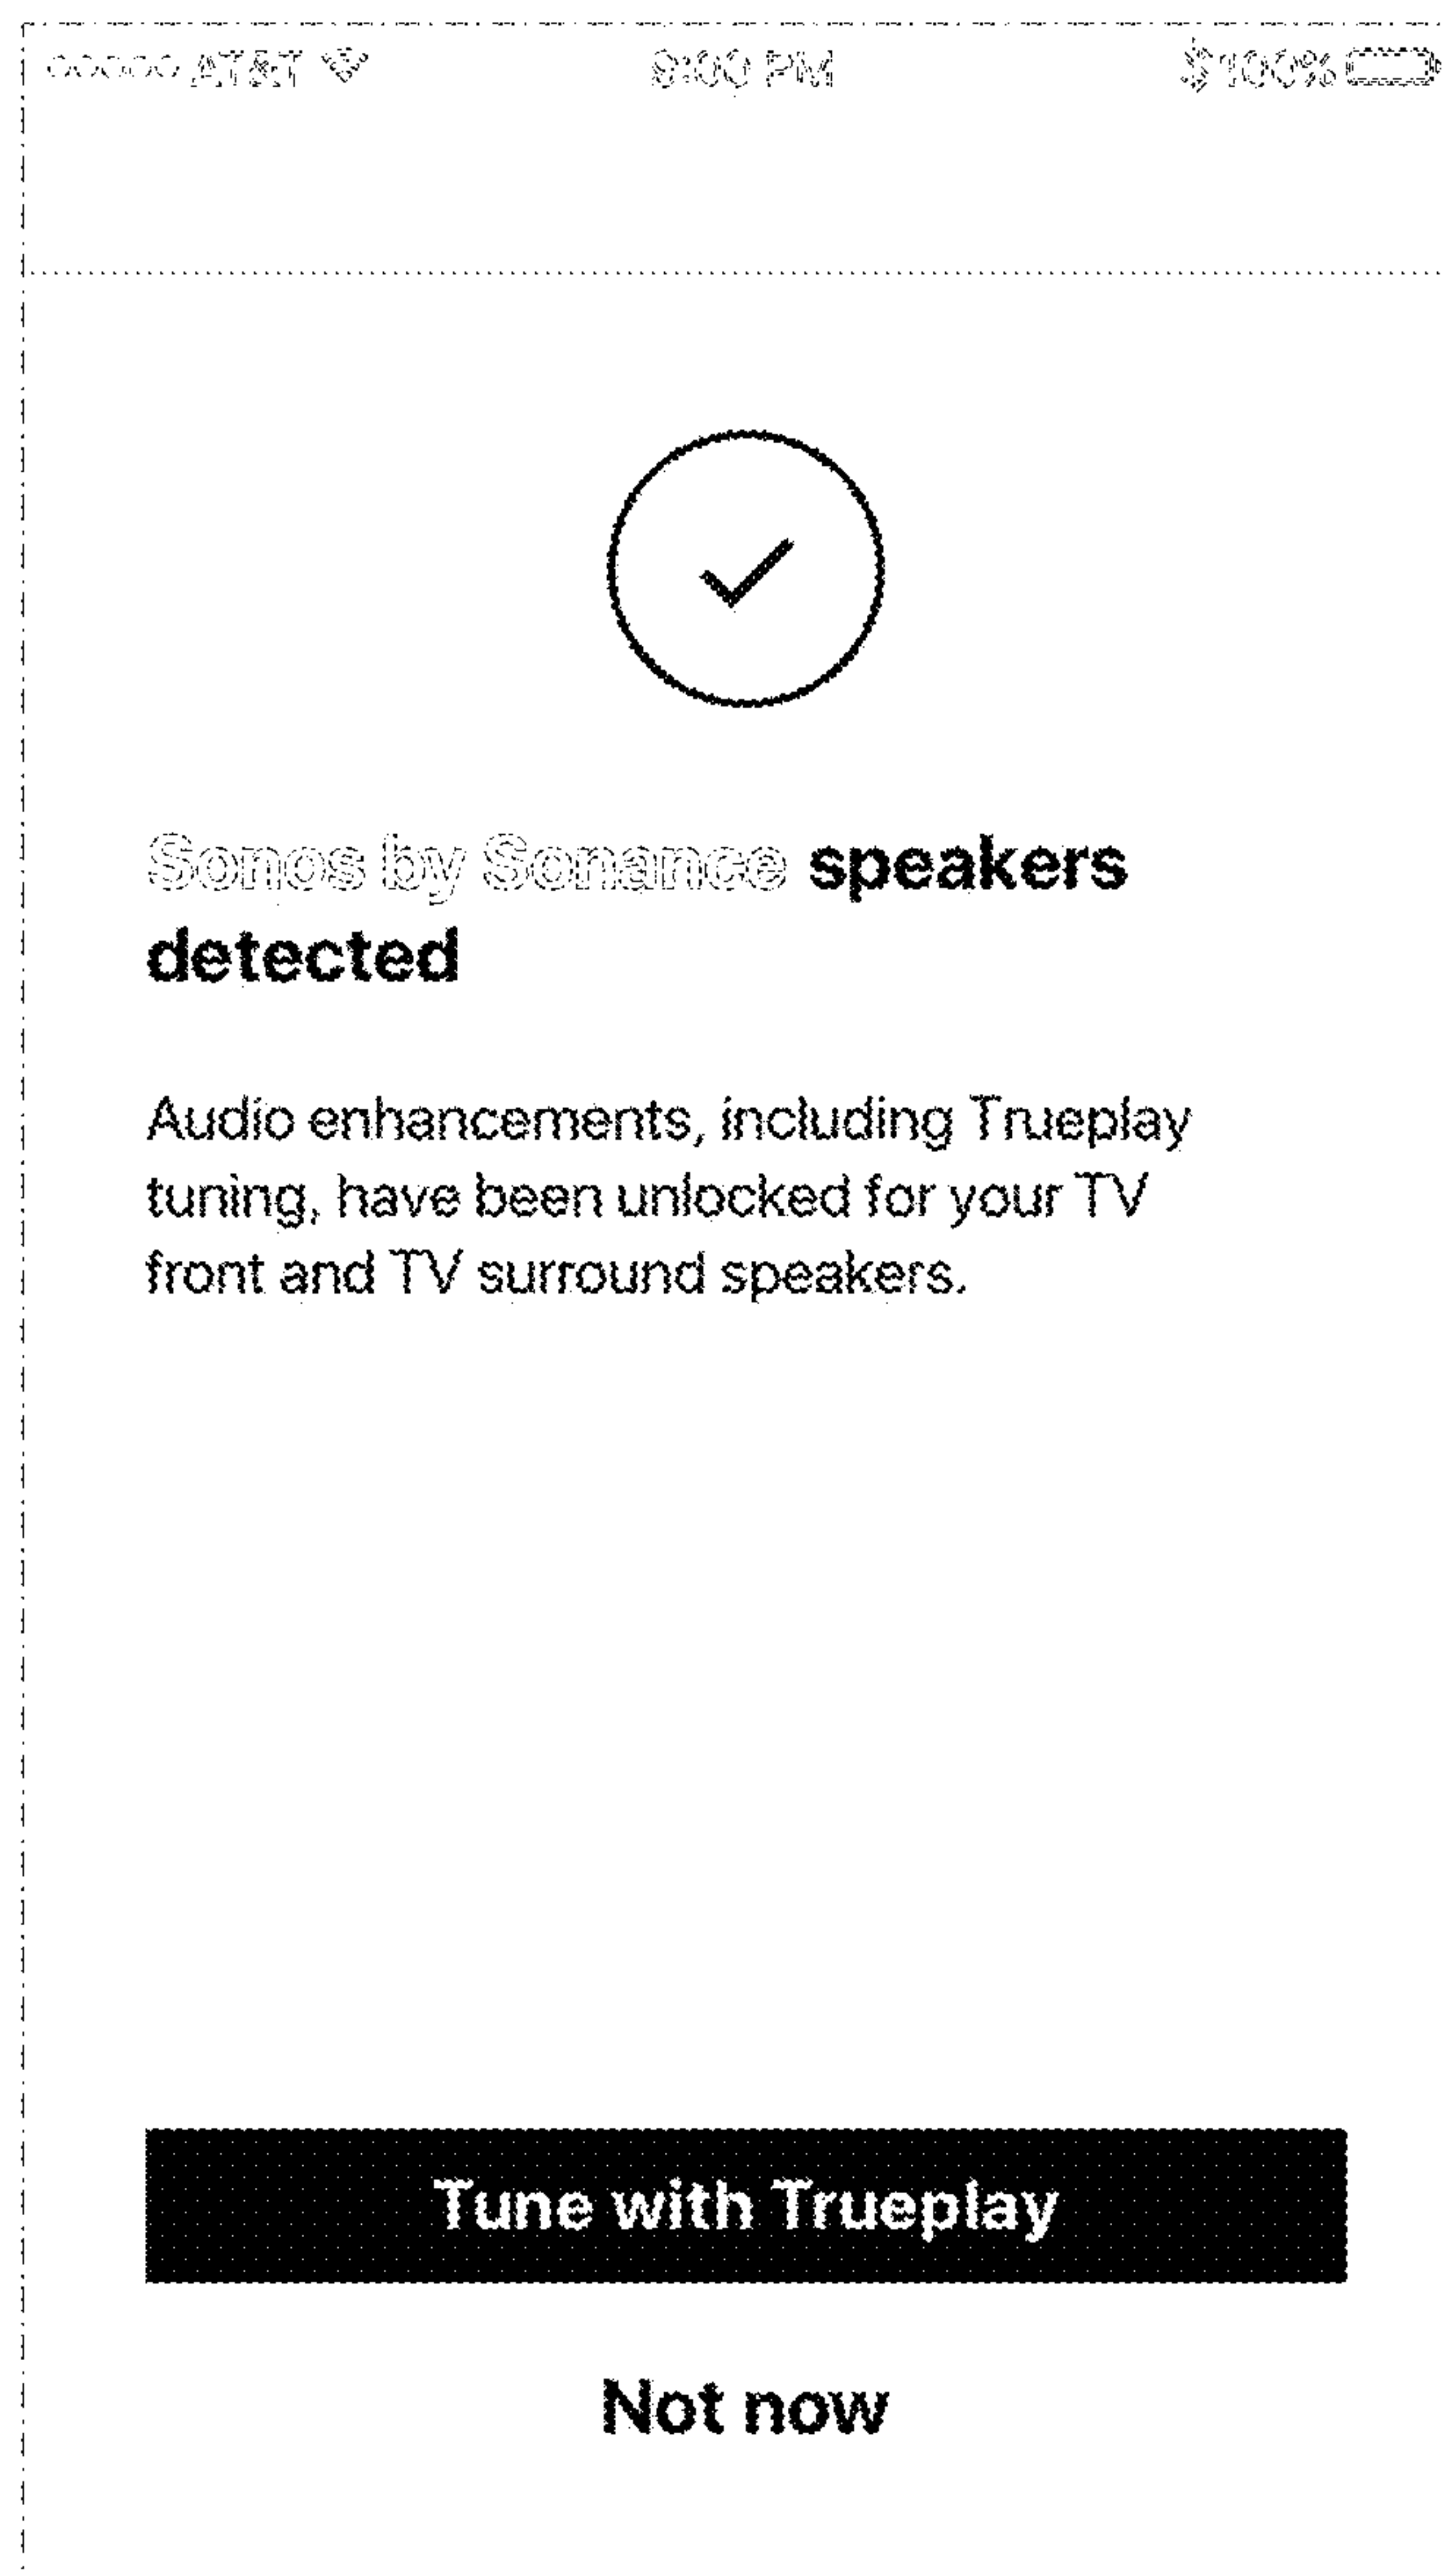 AT&T 9:00 PM 100%
Sonos by Sonance speakers
detected
Audio enhancements, including Trueplay
tuning, have been unlocked for your TV
front and TV surround speakers.
Tune with Trueplay
Not now